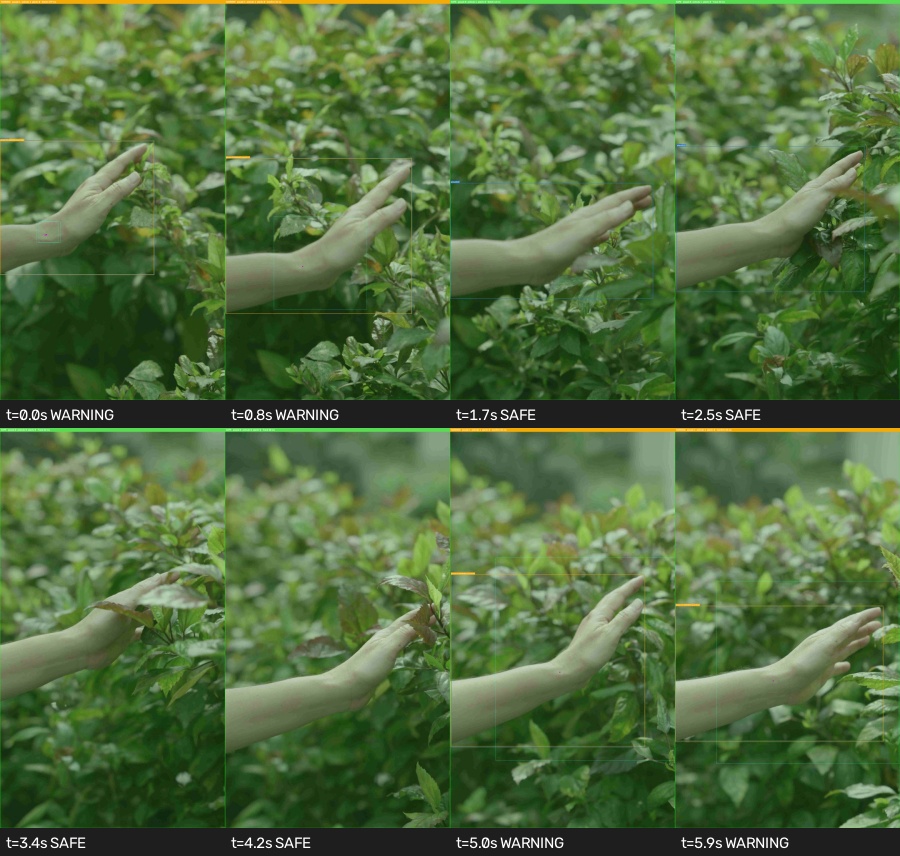 t=0.0s WARNING
t=0.8s WARNING
t=1.7s SAFE
t=2.5s SAFE
t=3.4s SAFE
t=4.2s SAFE
t=5.0s WARNING
t=5.9s WARNING